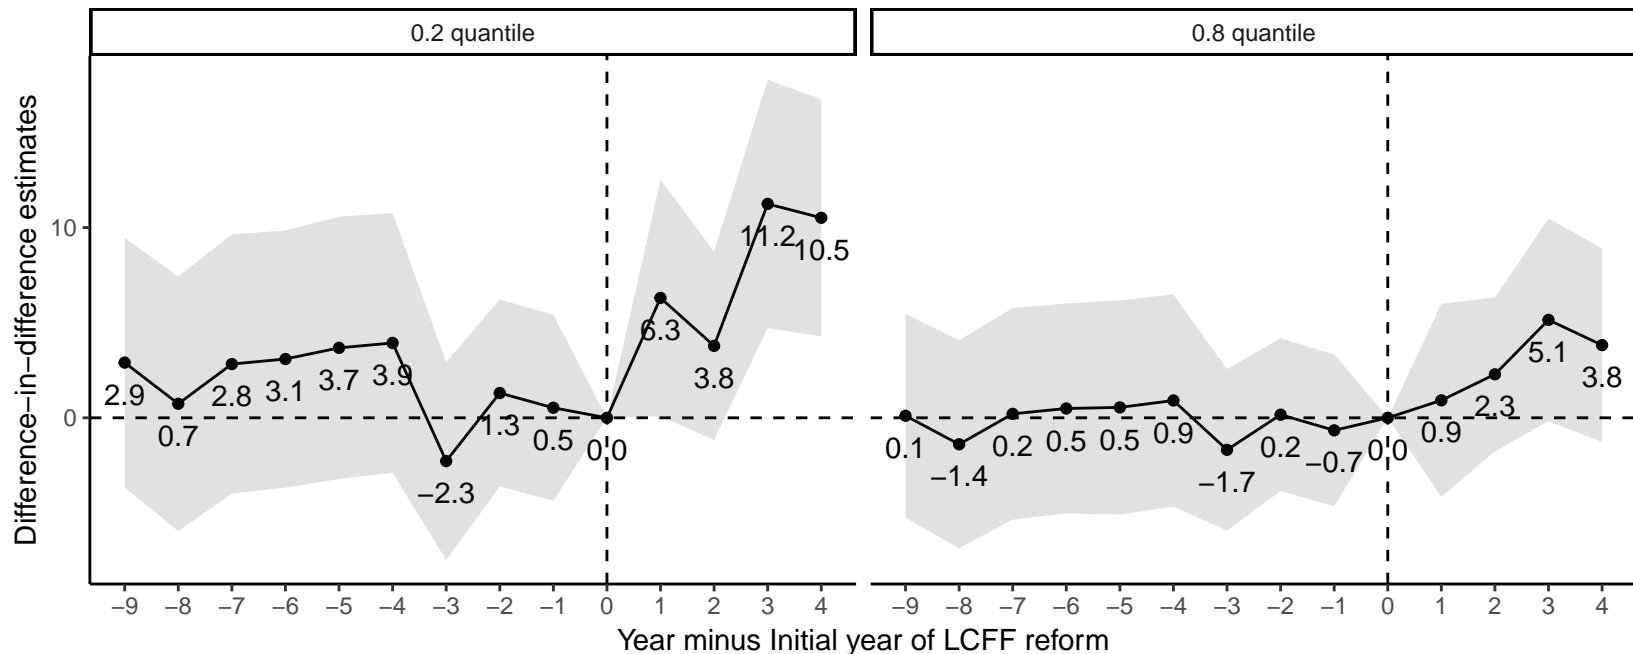 0.2 quantile
0.8 quantile
Difference−in−difference estimates
10
0
2.9 0.7 2.8 3.1 3.7 3.9 −2.3 1.3 0.5 0.0 6.3 3.8 11.2 10.5
0.1 −1.4 0.2 0.5 0.5 0.9 −1.7 0.2 −0.7 0.0 0.9 2.3 5.1 3.8
−9 −8 −7 −6 −5 −4 −3 −2 −1 0 1 2 3 4
−9 −8 −7 −6 −5 −4 −3 −2 −1 0 1 2 3 4
Year minus Initial year of LCFF reform